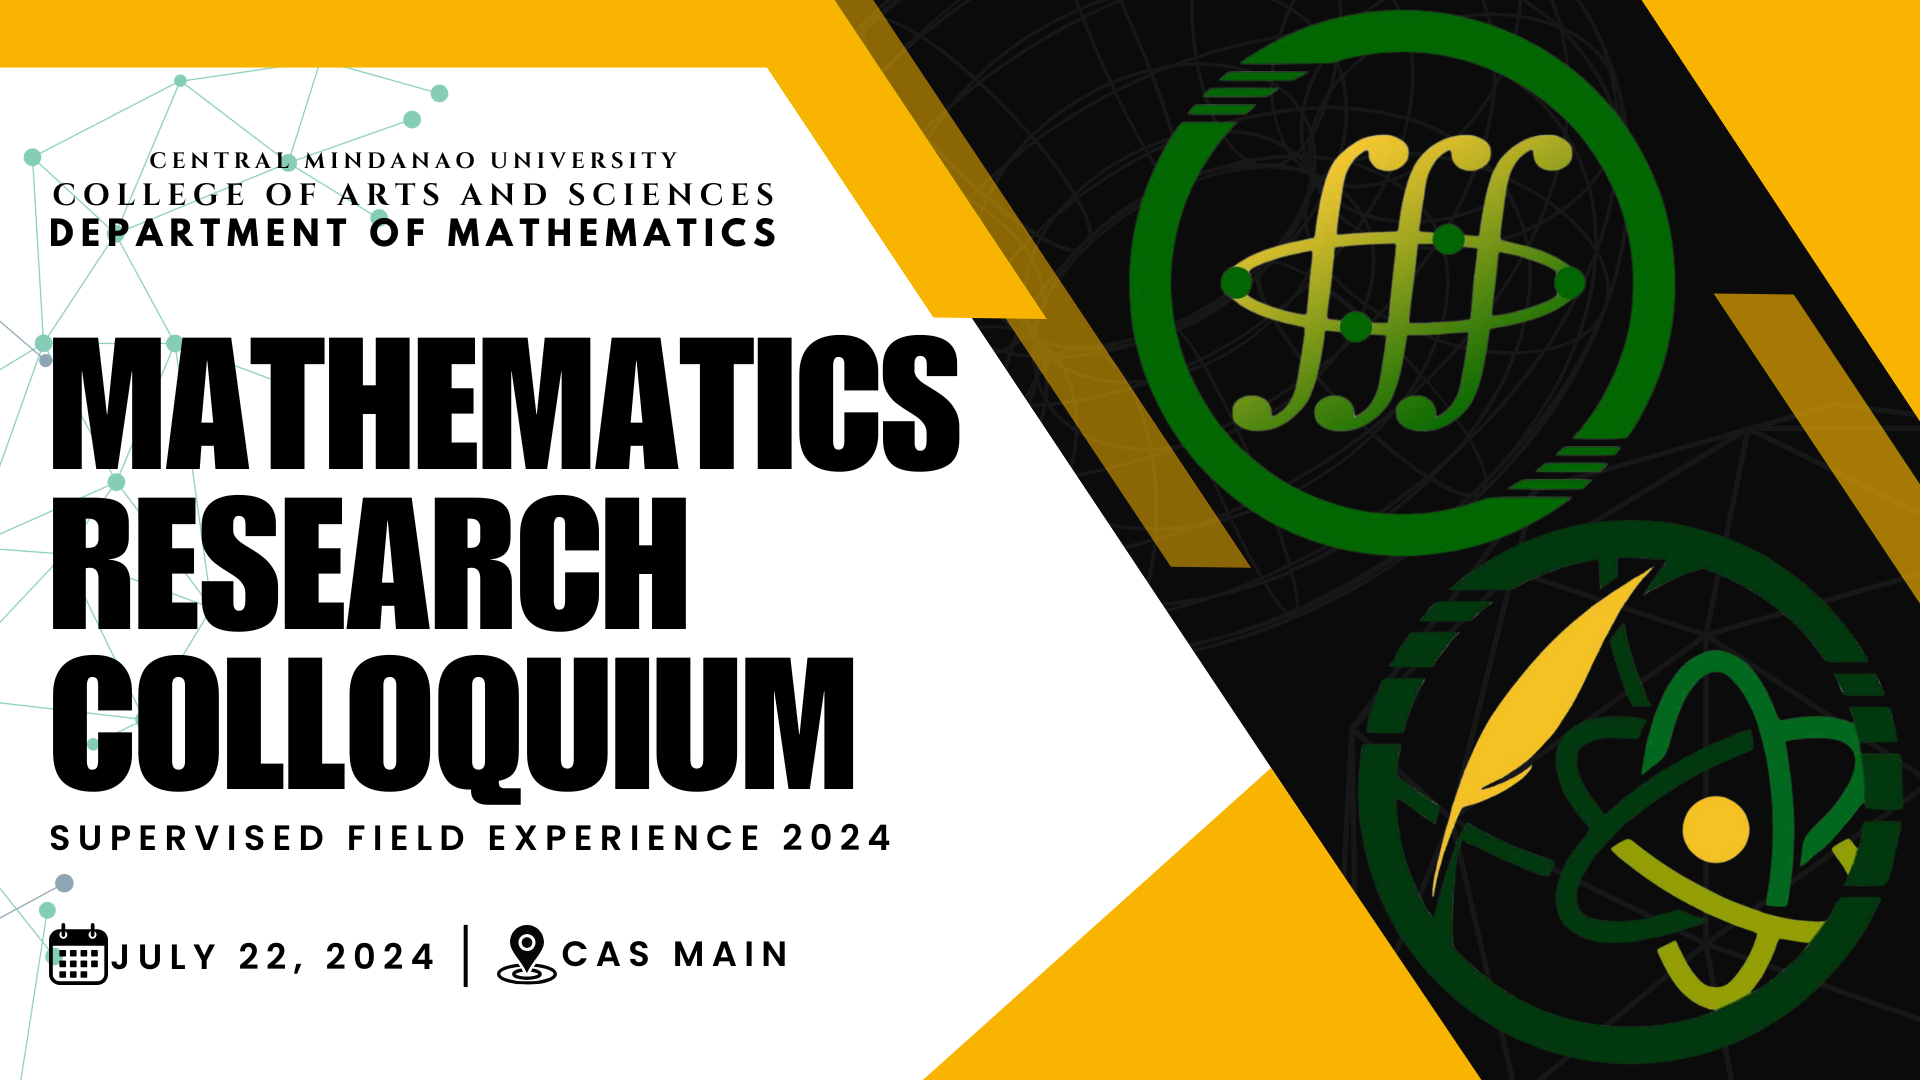 CENTRAL MINDANAO UNIVERSITY
COLLEGE OF ARTS AND SCIENCES
DEPARTMENT OF MATHEMATICS
MATHEMATICS
RESEARCH
COLLOQUIUM
SUPERVISED FIELD EXPERIENCE 2024
JULY 22, 2024 | CAS MAIN